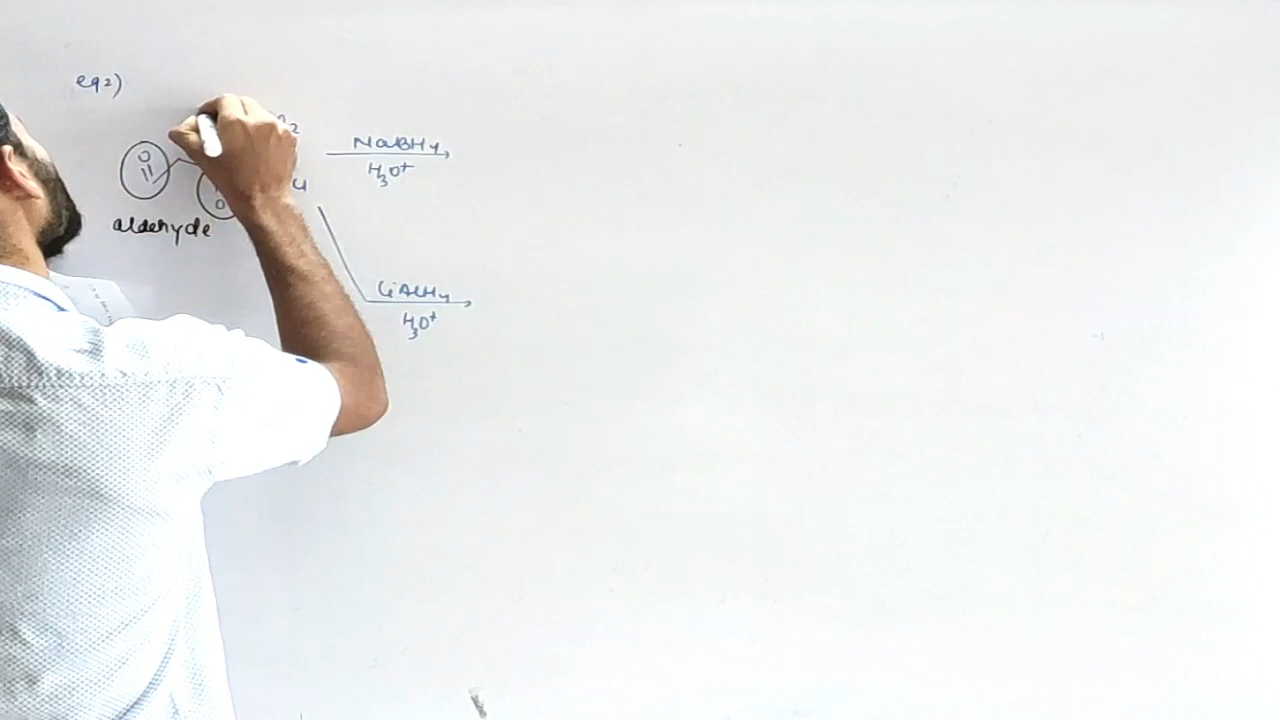 eg2)
O
NaBH4
H3O+
O
aldehyde
LiAlH4
H3O+